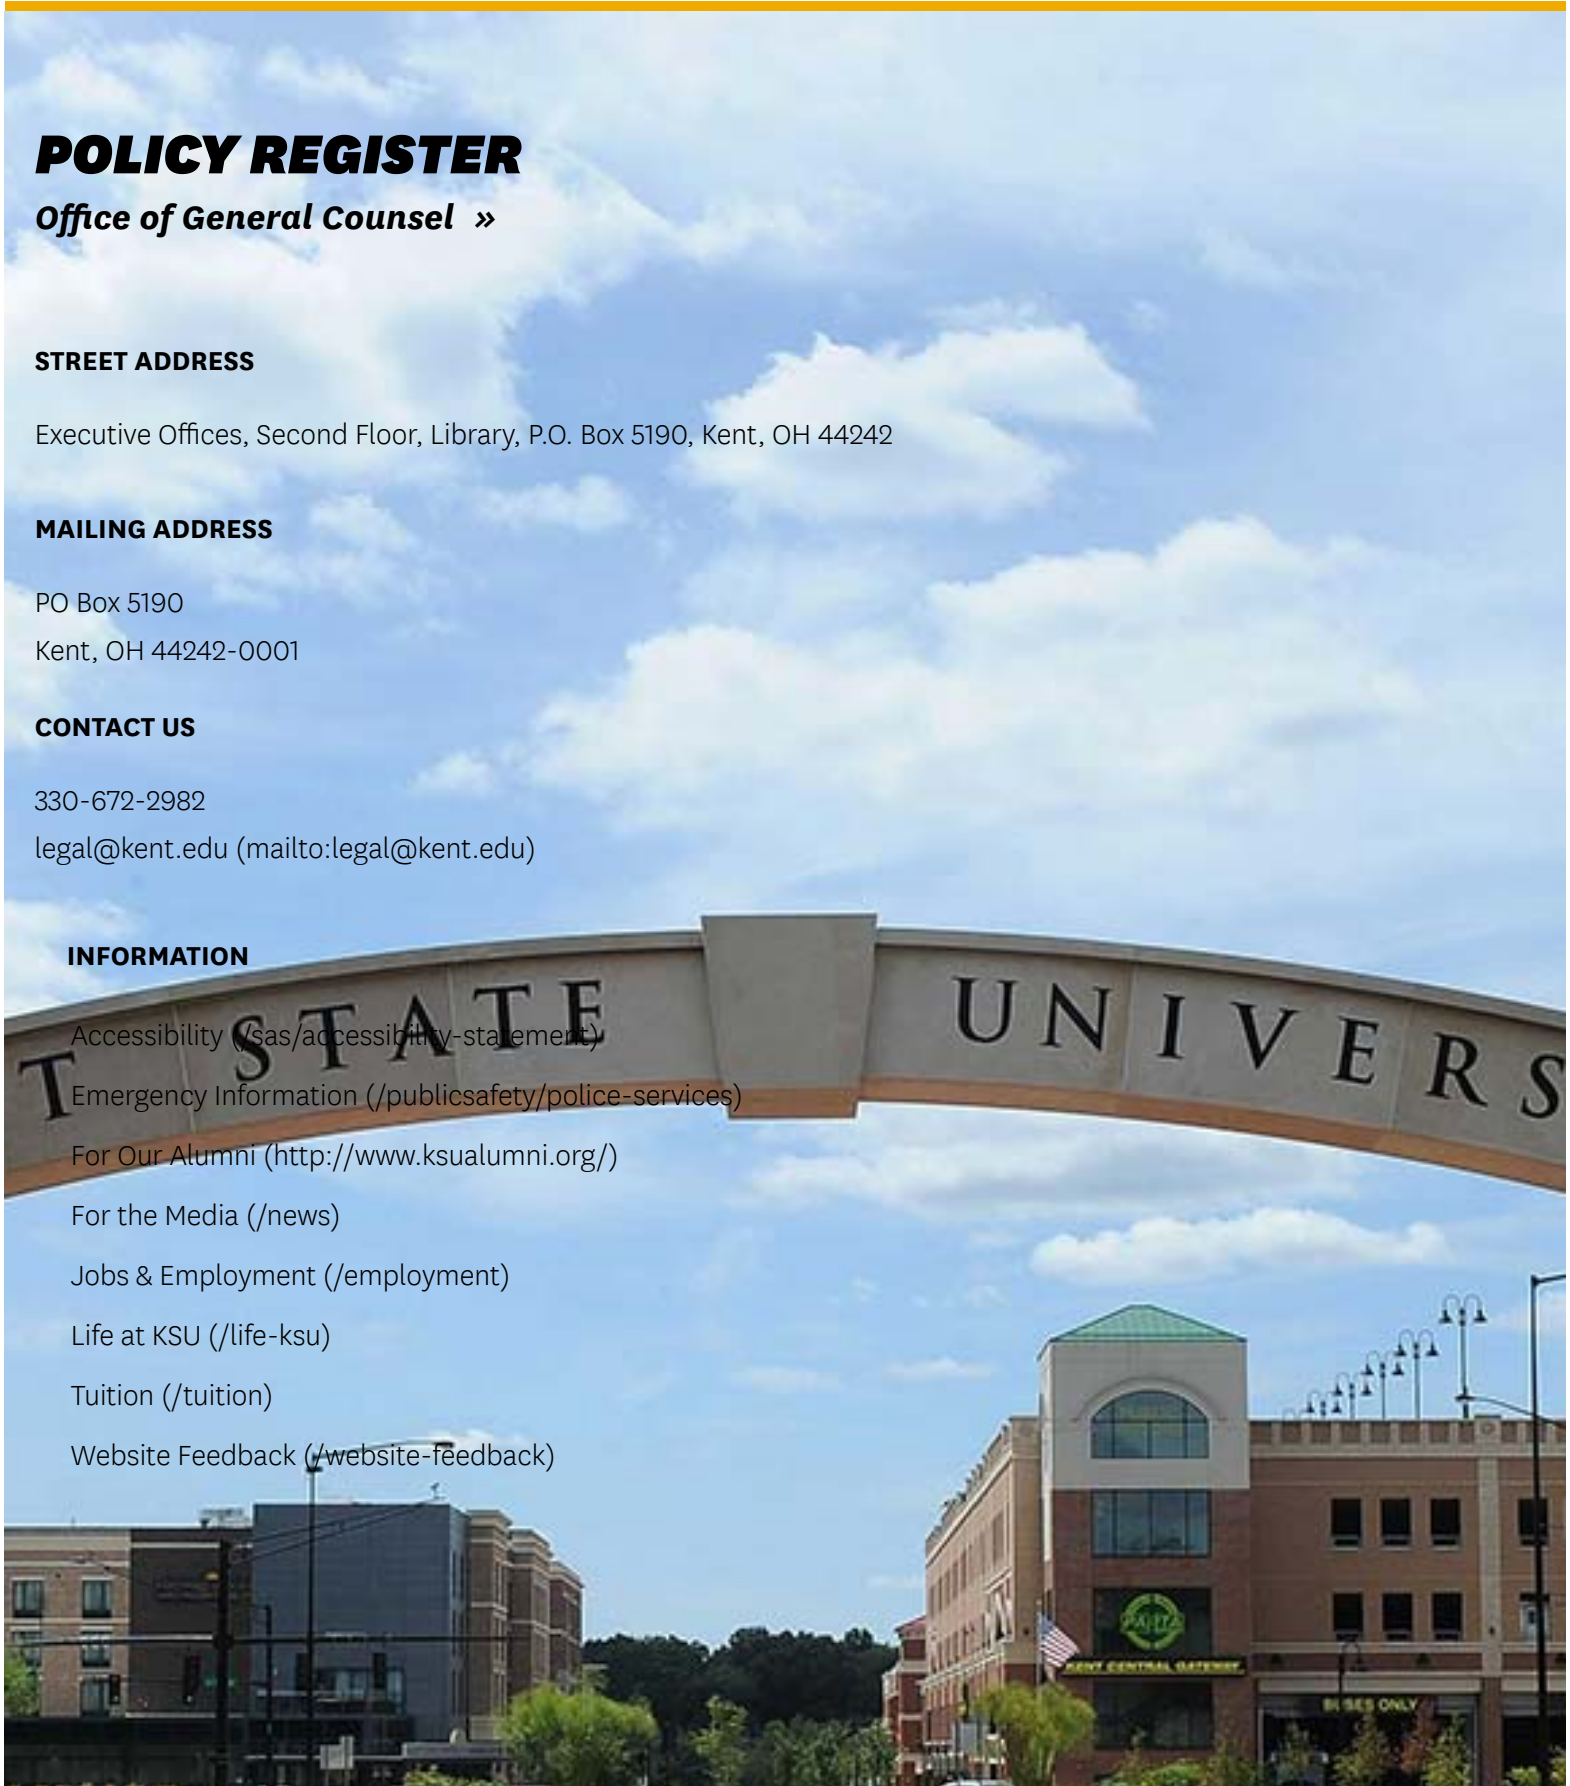 POLICY REGISTER
Office of General Counsel »
STREET ADDRESS
Executive Offices, Second Floor, Library, P.O. Box 5190, Kent, OH 44242
MAILING ADDRESS
PO Box 5190
Kent, OH 44242-0001
CONTACT US
330-672-2982
legal@kent.edu (mailto:legal@kent.edu)
INFORMATION
T STATE UNIVERS
Accessibility (/sas/accessibility-statement)
Emergency Information (/publicsafety/police-services)
For Our Alumni (http://www.ksualumni.org/)
For the Media (/news)
Jobs & Employment (/employment)
Life at KSU (/life-ksu)
Tuition (/tuition)
Website Feedback (/website-feedback)
KENT CENTRAL GATEWAY
BUSES ONLY